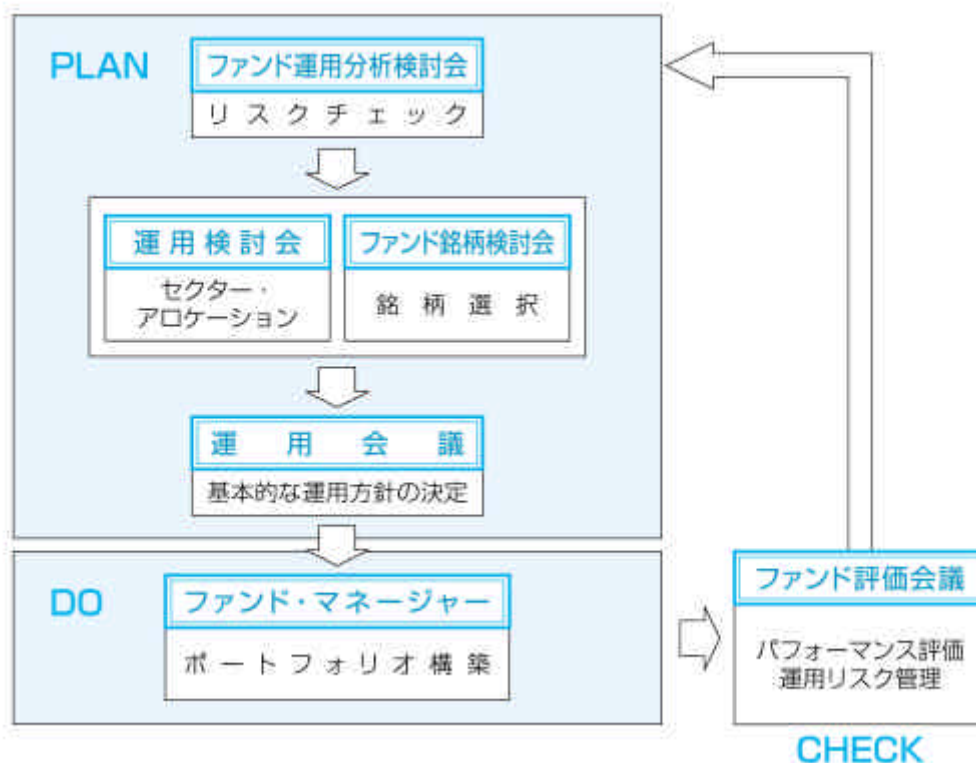 PLAN
ファンド運用分析検討会
リスクチェック
運用検討会
セクター・
アロケーション
ファンド銘柄検討会
銘柄選択
運用会議
基本的な運用方針の決定
DO
ファンド・マネージャー
ポートフォリオ構築
ファンド評価会議
パフォーマンス評価
運用リスク管理
CHECK